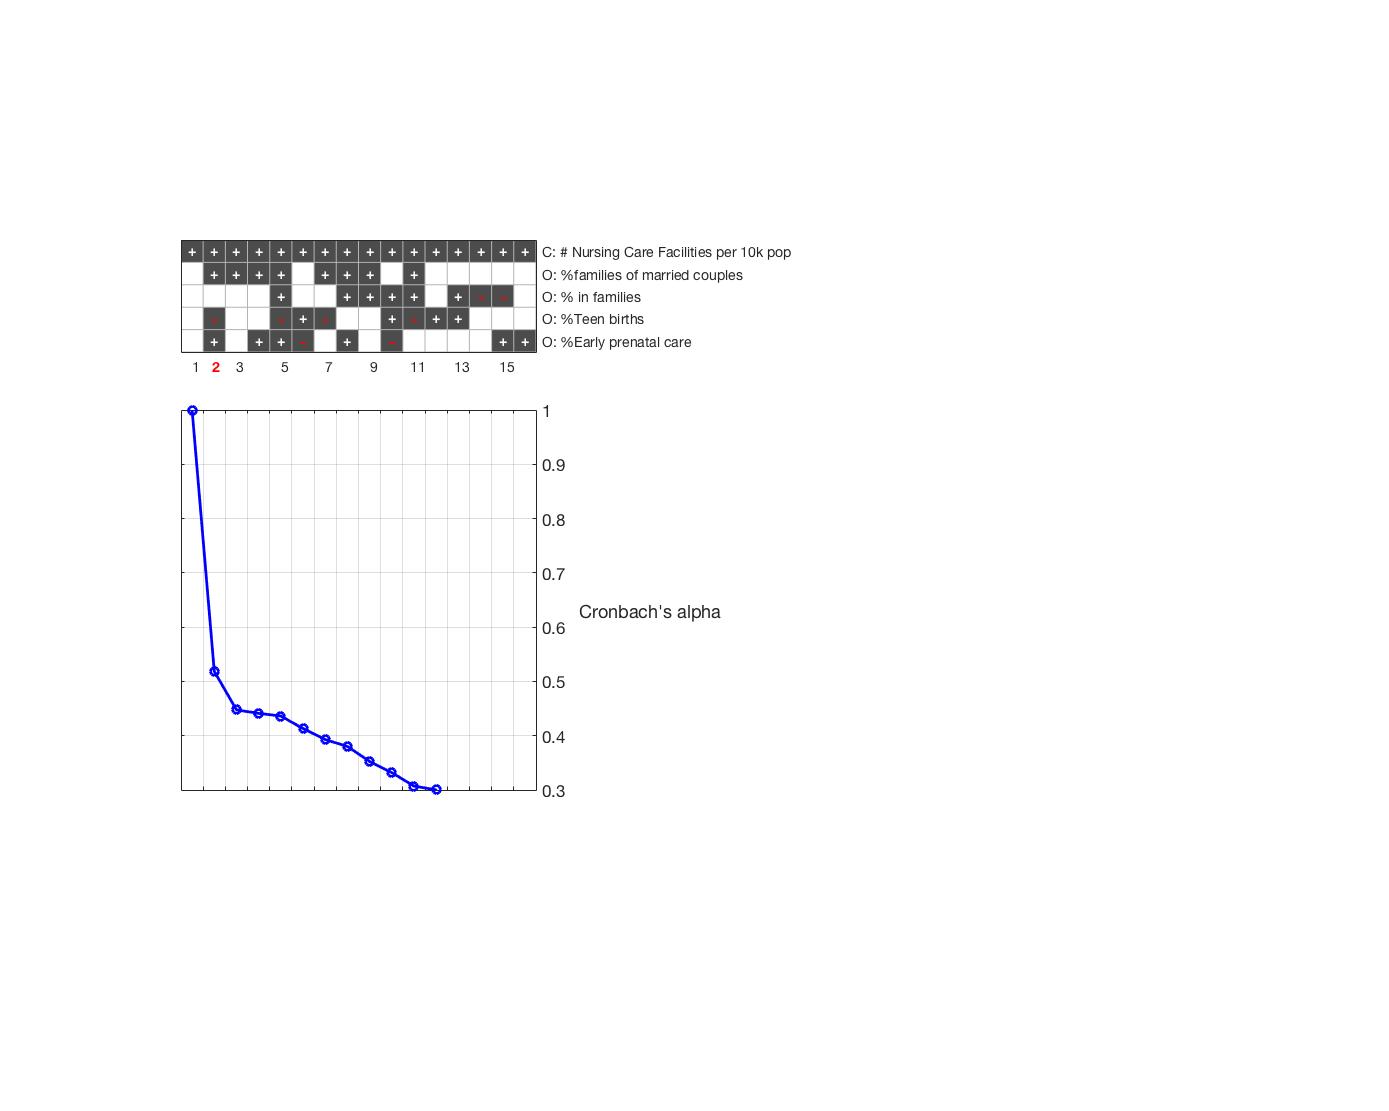 + + + + + + + + + + + + + + + + C: # Nursing Care Facilities per 10k pop
+ + + + + + + + O: %families of married couples
+ + + + + + - - O: % in families
- - + - + - + + O: %Teen births
+ + + - + - + + O: %Early prenatal care
1 2 3 5 7 9 11 13 15
1
0.9
0.8
0.7
Cronbach's alpha
0.6
0.5
0.4
0.3